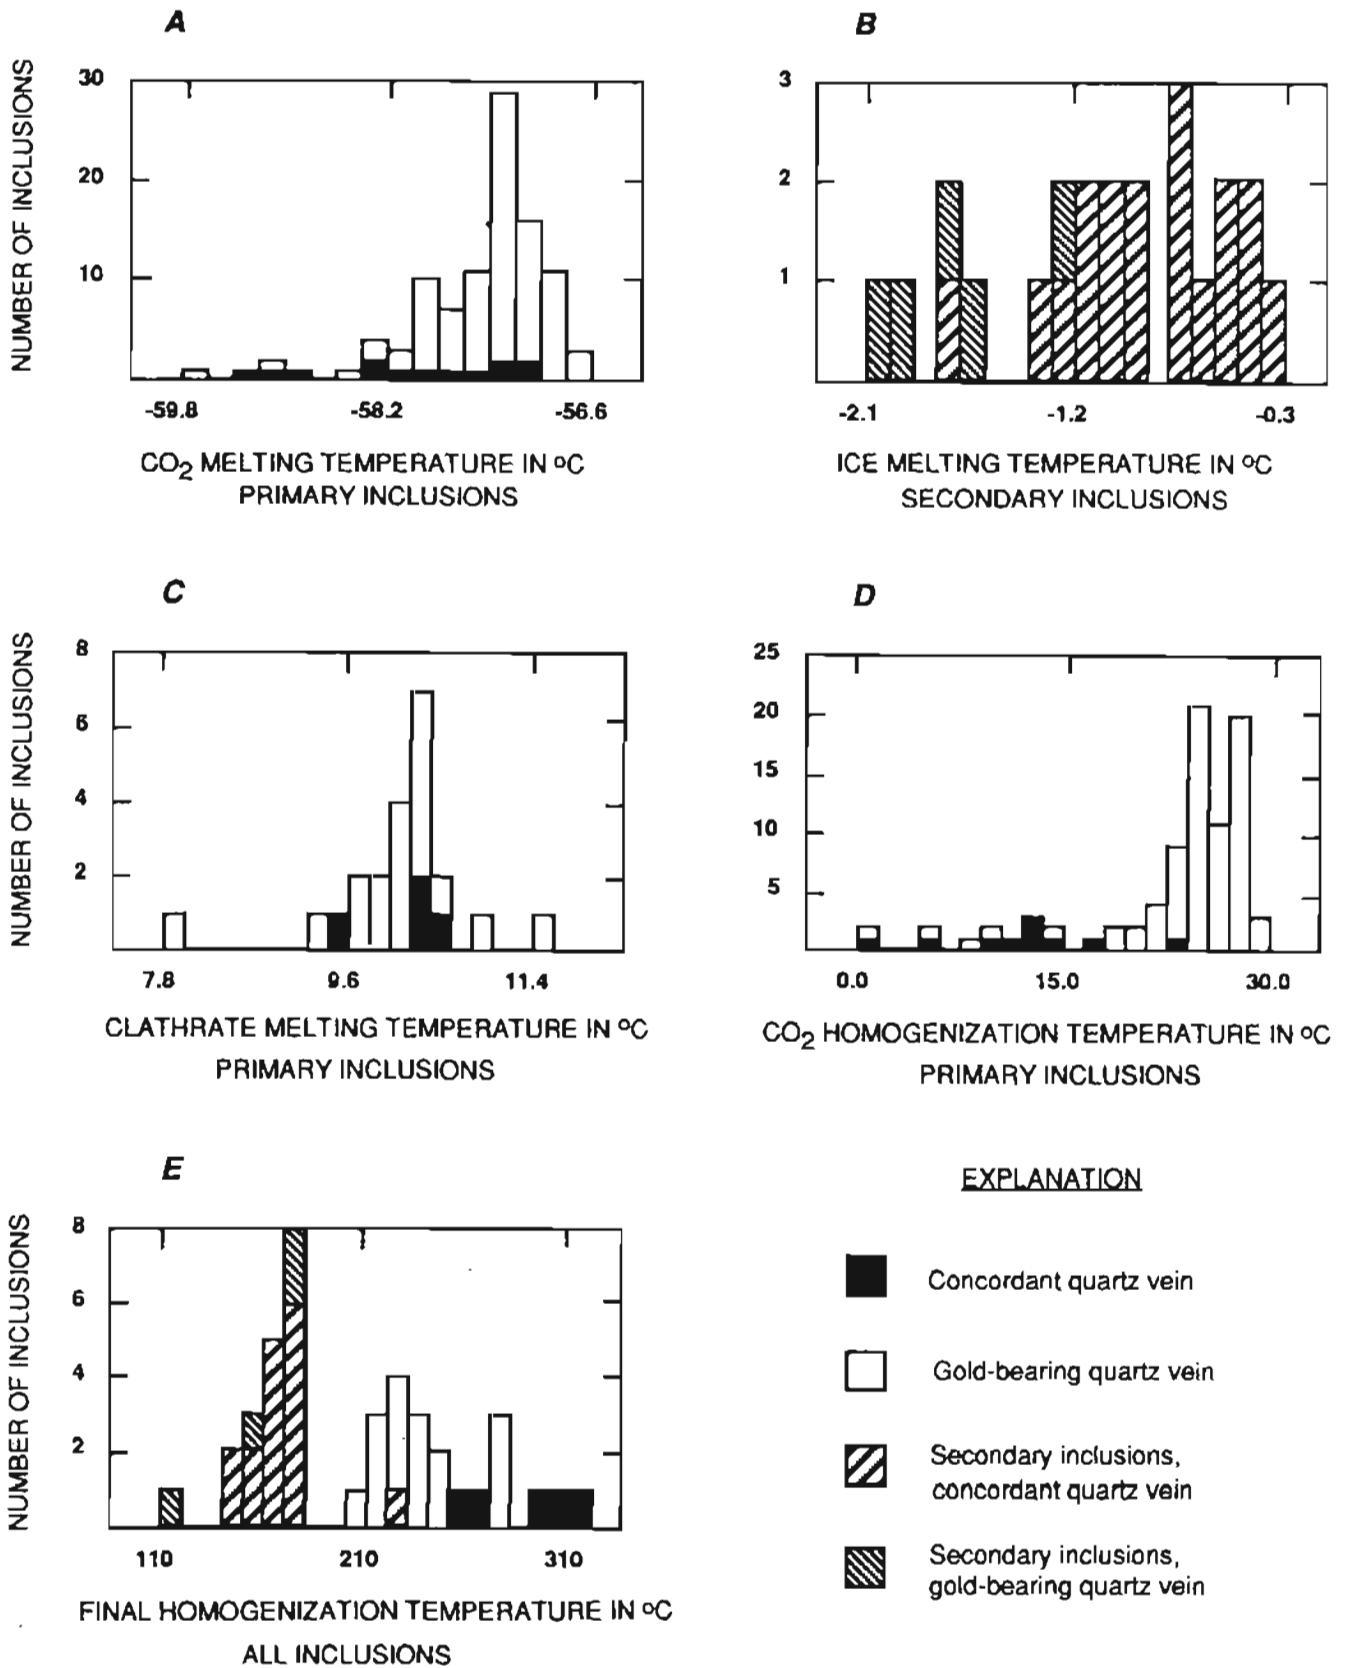 A
NUMBER OF INCLUSIONS
30
20
10
-59.8 -58.2 -56.6
CO2 MELTING TEMPERATURE IN ºC
PRIMARY INCLUSIONS
B
3
2
1
-2.1 -1.2 -0.3
ICE MELTING TEMPERATURE IN ºC
SECONDARY INCLUSIONS
C
NUMBER OF INCLUSIONS
8
6
4
2
7.8 9.6 11.4
CLATHRATE MELTING TEMPERATURE IN ºC
PRIMARY INCLUSIONS
D
25
20
15
10
5
0.0 15.0 30.0
CO2 HOMOGENIZATION TEMPERATURE IN ºC
PRIMARY INCLUSIONS
E
NUMBER OF INCLUSIONS
8
6
4
2
110 210 310
FINAL HOMOGENIZATION TEMPERATURE IN ºC
ALL INCLUSIONS
EXPLANATION
Concordant quartz vein
Gold-bearing quartz vein
Secondary inclusions,
concordant quartz vein
Secondary inclusions,
gold-bearing quartz vein